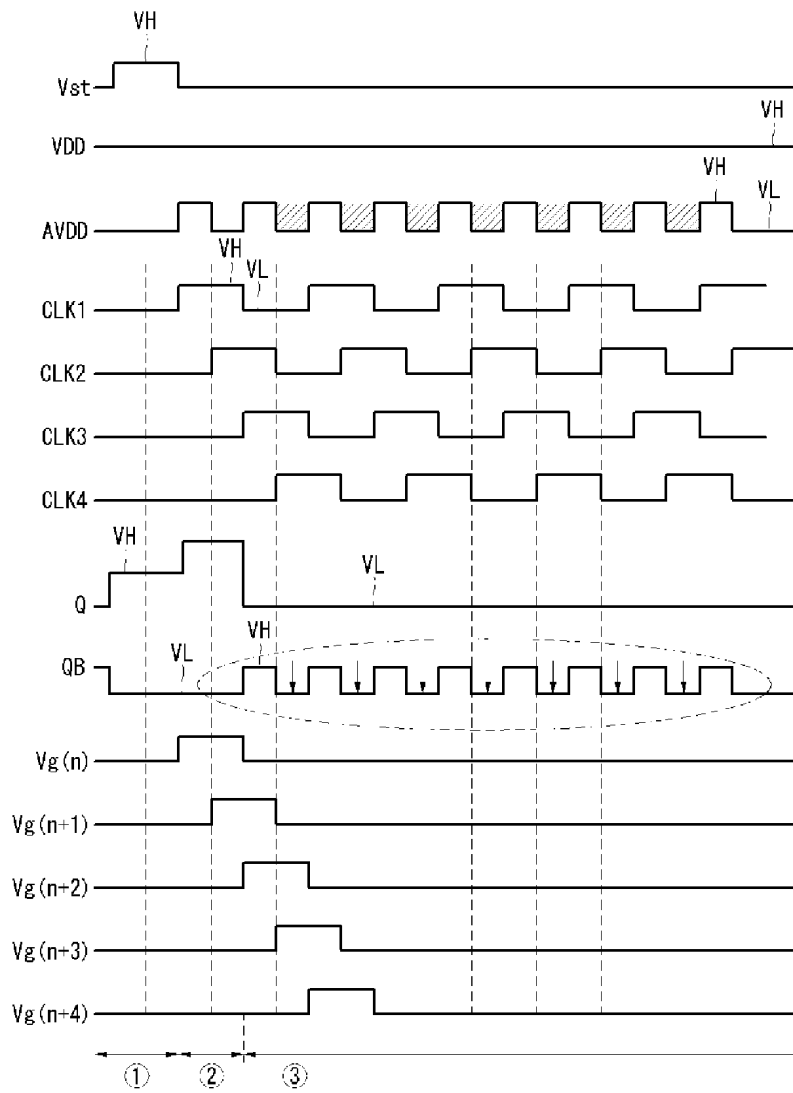 VH
Vst
VH
VDD
VH
VL
AVDD
VH
VL
CLK1
CLK2
CLK3
CLK4
VH
VL
Q
VH
VL
QB
Vg(n)
Vg(n+1)
Vg(n+2)
Vg(n+3)
Vg(n+4)
① ② ③